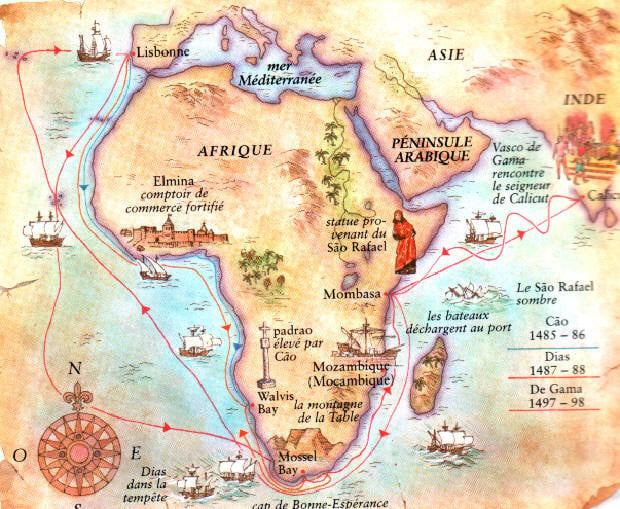 Lisbonne
mer
Méditerranée
ASIE
INDE
AFRIQUE
PÉNINSULE
ARABIQUE
Vasco de
Gama
rencontre
le seigneur
de Calicut
Elmina
comptoir de
commerce fortifié
statue pro-
venant du
São Rafael
Mombasa
Le São Rafael
sombre
les bateaux
déchargent au port
Cão
1485 – 86
padrao
élevé par
Cão
Dias
1487 – 88
Mozambique
(Moçambique)
De Gama
1497 – 98
Walvis
Bay
la montagne
de la Table
N
O
E
Mossel
Bay
Dias
dans la
tempête
cap de Bonne-Espérance